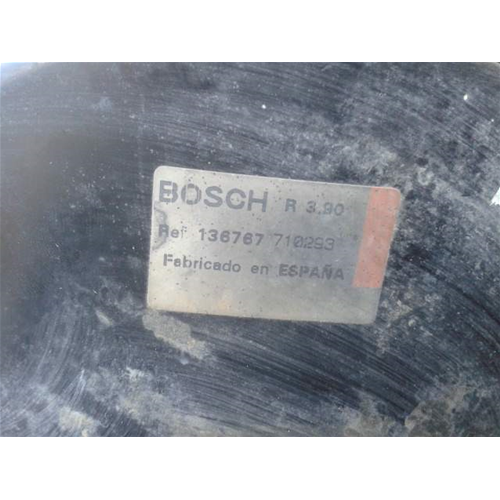 BOSCH R 3.90
Ref 136767 710293
Fabricado en ESPAÑA